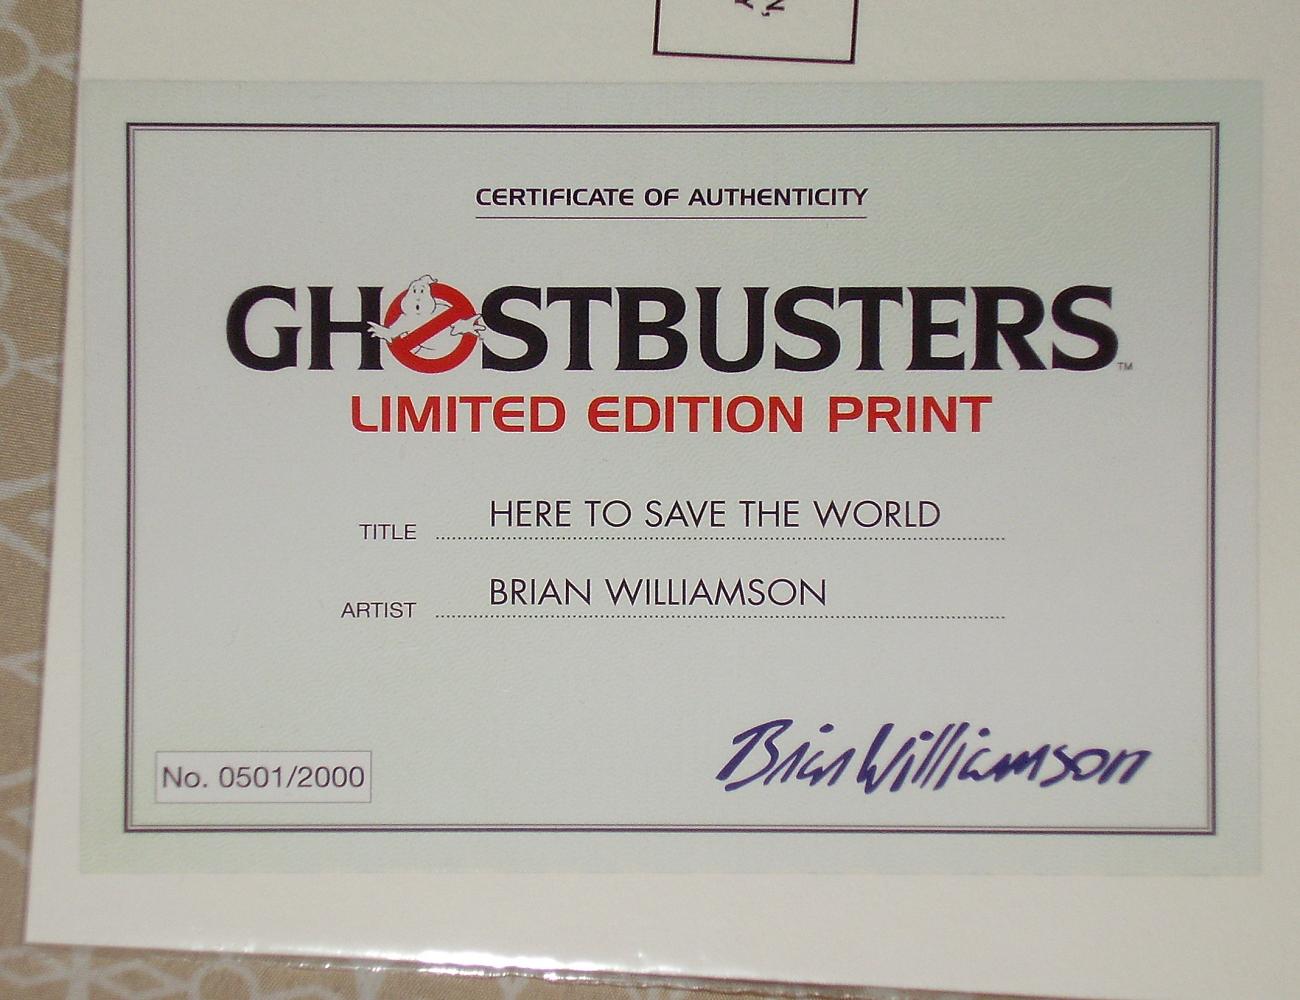 CERTIFICATE OF AUTHENTICITY
GHOSTBUSTERS™
LIMITED EDITION PRINT
TITLE HERE TO SAVE THE WORLD
ARTIST BRIAN WILLIAMSON
Brian Williamson
No. 0501/2000